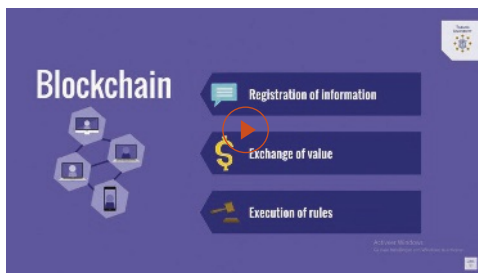 Blockchain
Registration of information
Exchange of value
Execution of rules
Activate Windows